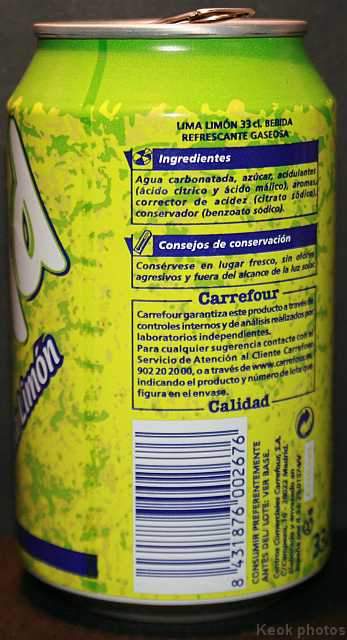 LIMA LIMÓN 33 cl. BEBIDA
REFRESCANTE GASEOSA
Ingredientes
Agua carbonatada, azúcar, acidulantes
(ácido cítrico y ácido málico), aromas,
corrector de acidez (citrato sódico),
conservador (benzoato sódico).
Consejos de conservación
Consérvese en lugar fresco, sin olores
agresivos y fuera del alcance de la luz solar.
Carrefour
Carrefour garantiza este producto a través de
controles internos y de análisis realizados por
laboratorios independientes.
Para cualquier sugerencia contacte con el
Servicio de Atención al Cliente Carrefour
902 20 20 00, o a través de www.carrefour.es
indicando el producto y número de lote que
figura en el envase.
Calidad
Limón
8 431876 002676
CONSUMIR PREFERENTEMENTE
ANTES DEL/ LOTE: VER BASE.
Centros Comerciales Carrefour, S.A.
28022 Madrid.
Keok photos